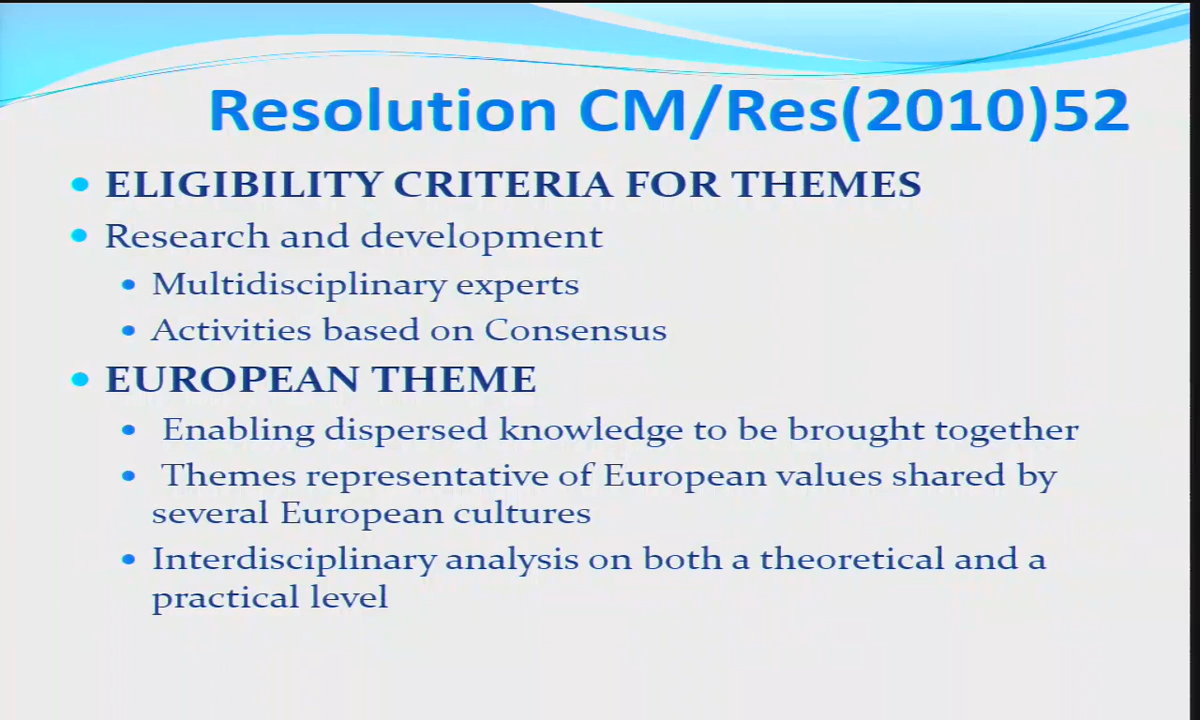 Resolution CM/Res(2010)52
• ELIGIBILITY CRITERIA FOR THEMES
• Research and development
• Multidisciplinary experts
• Activities based on Consensus
• EUROPEAN THEME
• Enabling dispersed knowledge to be brought together
• Themes representative of European values shared by
several European cultures
• Interdisciplinary analysis on both a theoretical and a
practical level